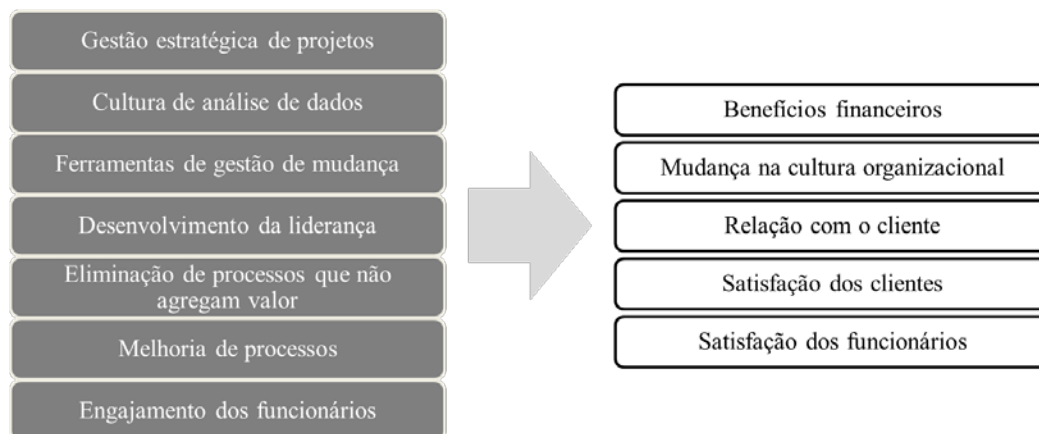 Gestão estratégica de projetos
Cultura de análise de dados
Ferramentas de gestão de mudança
Desenvolvimento da liderança
Eliminação de processos que não
agregam valor
Melhoria de processos
Engajamento dos funcionários
Benefícios financeiros
Mudança na cultura organizacional
Relação com o cliente
Satisfação dos clientes
Satisfação dos funcionários